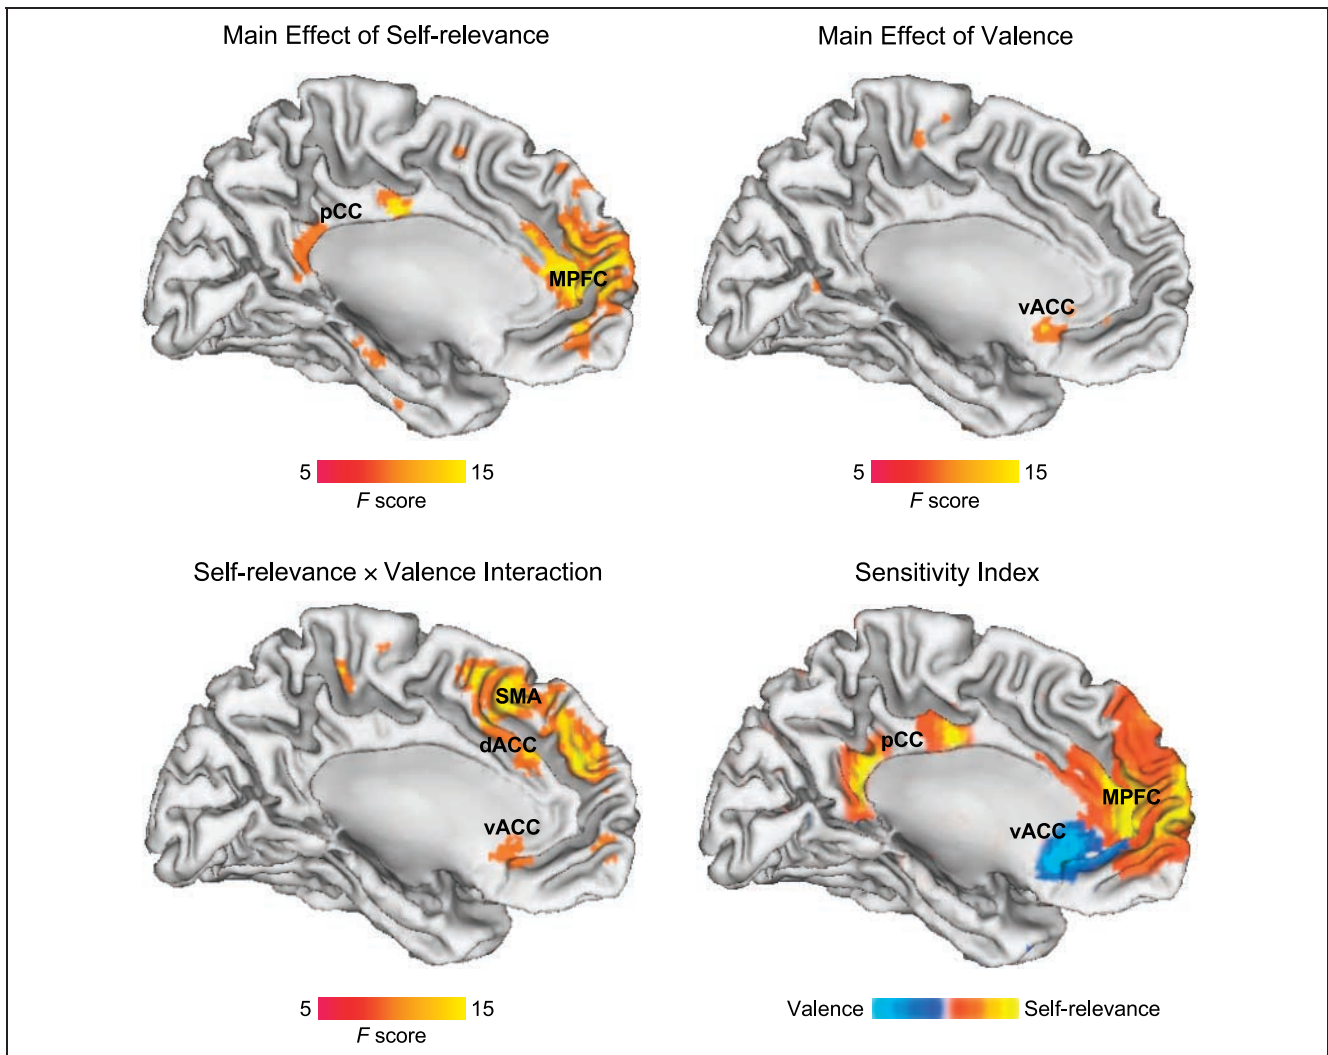 Main Effect of Self-relevance
Main Effect of Valence
pCC
MPFC
vACC
5 15
F score
5 15
F score
Self-relevance × Valence Interaction
Sensitivity Index
SMA
dACC
vACC
pCC
MPFC
vACC
5 15
F score
Valence Self-relevance